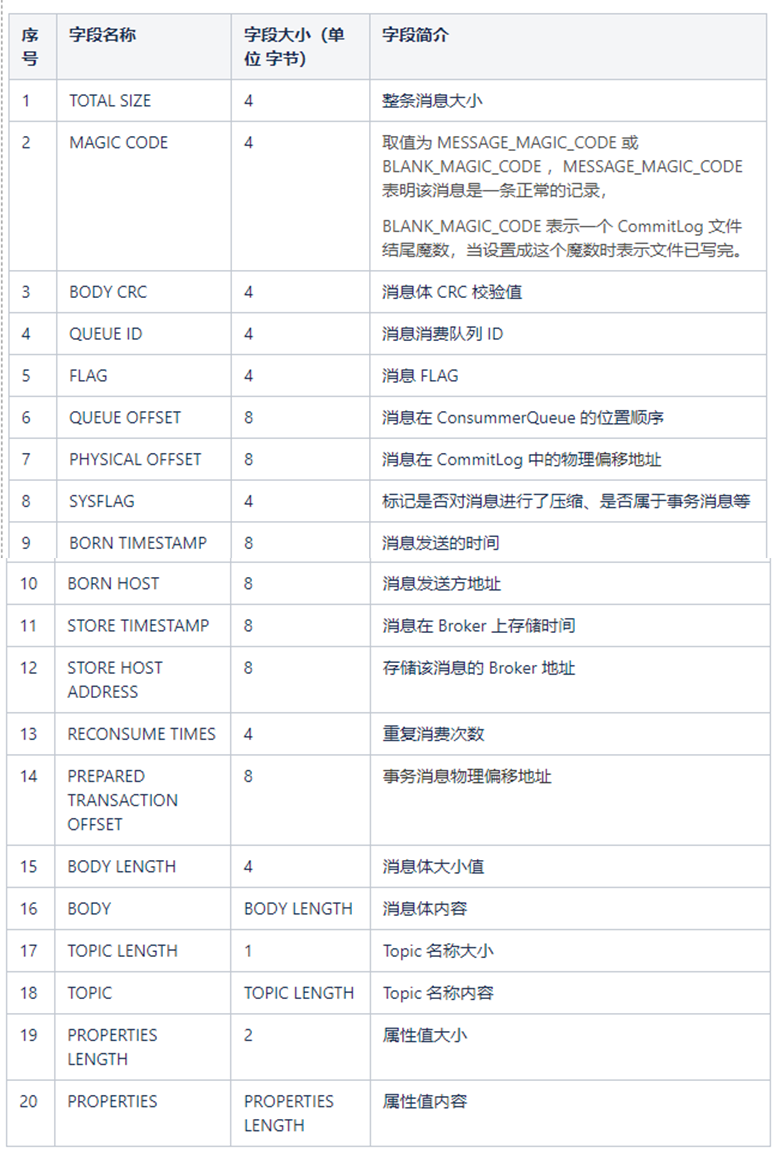 序号 字段名称 字段大小（单位 字节） 字段简介
1 TOTAL SIZE 4 整条消息大小
2 MAGIC CODE 4 取值为 MESSAGE_MAGIC_CODE 或
BLANK_MAGIC_CODE ，MESSAGE_MAGIC_CODE
表明该消息是一条正常的记录，
BLANK_MAGIC_CODE 表示一个 CommitLog 文件
结尾魔数，当设置成这个魔数时表示文件已写完。
3 BODY CRC 4 消息体 CRC 校验值
4 QUEUE ID 4 消息消费队列 ID
5 FLAG 4 消息 FLAG
6 QUEUE OFFSET 8 消息在 ConsummerQueue 的位置顺序
7 PHYSICAL OFFSET 8 消息在 CommitLog 中的物理偏移地址
8 SYSFLAG 4 标记是否对消息进行了压缩、是否属于事务消息等
9 BORN TIMESTAMP 8 消息发送的时间
10 BORN HOST 8 消息发送方地址
11 STORE TIMESTAMP 8 消息在 Broker 上存储时间
12 STORE HOST 8 存储该消息的 Broker 地址
ADDRESS
13 RECONSUME TIMES 4 重复消费次数
14 PREPARED 8 事务消息物理偏移地址
TRANSACTION
OFFSET
15 BODY LENGTH 4 消息体大小值
16 BODY BODY LENGTH 消息体内容
17 TOPIC LENGTH 1 Topic 名称大小
18 TOPIC TOPIC LENGTH Topic 名称内容
19 PROPERTIES 2 属性值大小
LENGTH
20 PROPERTIES PROPERTIES 属性值内容
LENGTH